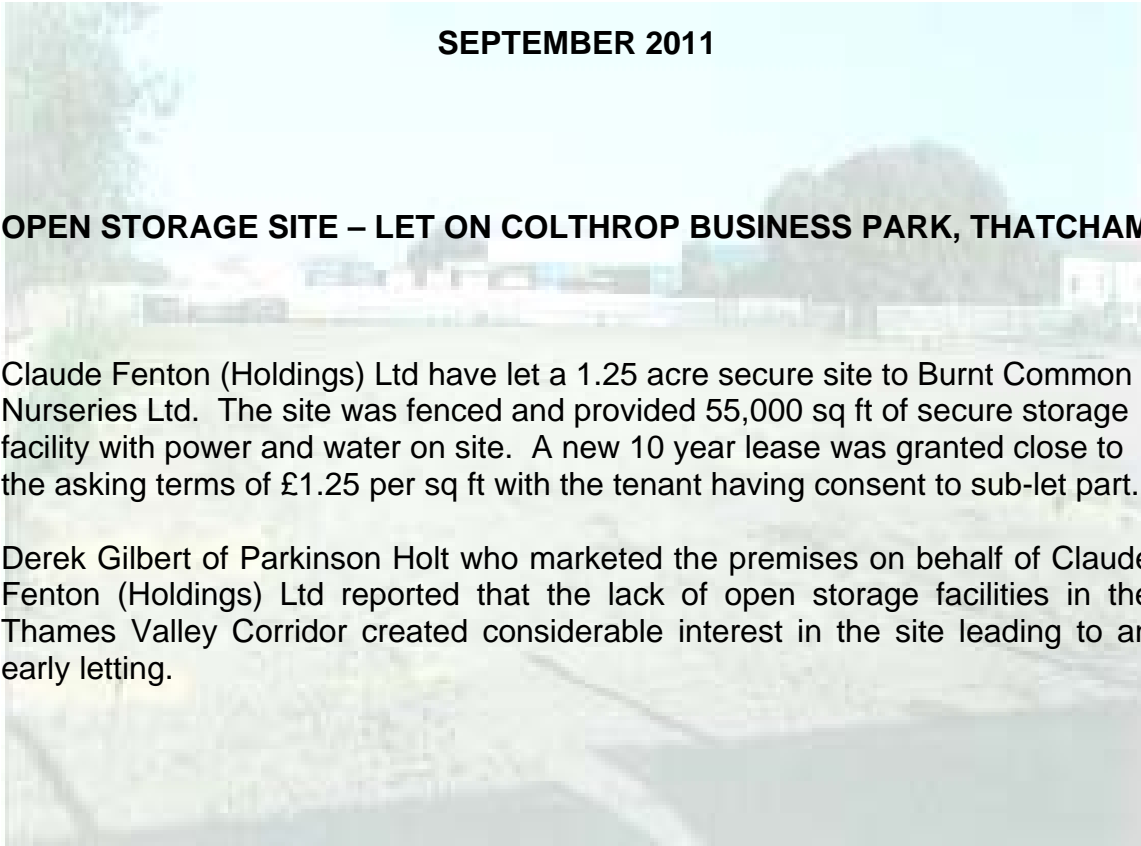 SEPTEMBER 2011
OPEN STORAGE SITE – LET ON COLTHROP BUSINESS PARK, THATCHAM
Claude Fenton (Holdings) Ltd have let a 1.25 acre secure site to Burnt Common
Nurseries Ltd. The site was fenced and provided 55,000 sq ft of secure storage
facility with power and water on site. A new 10 year lease was granted close to
the asking terms of £1.25 per sq ft with the tenant having consent to sub-let part.
Derek Gilbert of Parkinson Holt who marketed the premises on behalf of Claude
Fenton (Holdings) Ltd reported that the lack of open storage facilities in the
Thames Valley Corridor created considerable interest in the site leading to an
early letting.